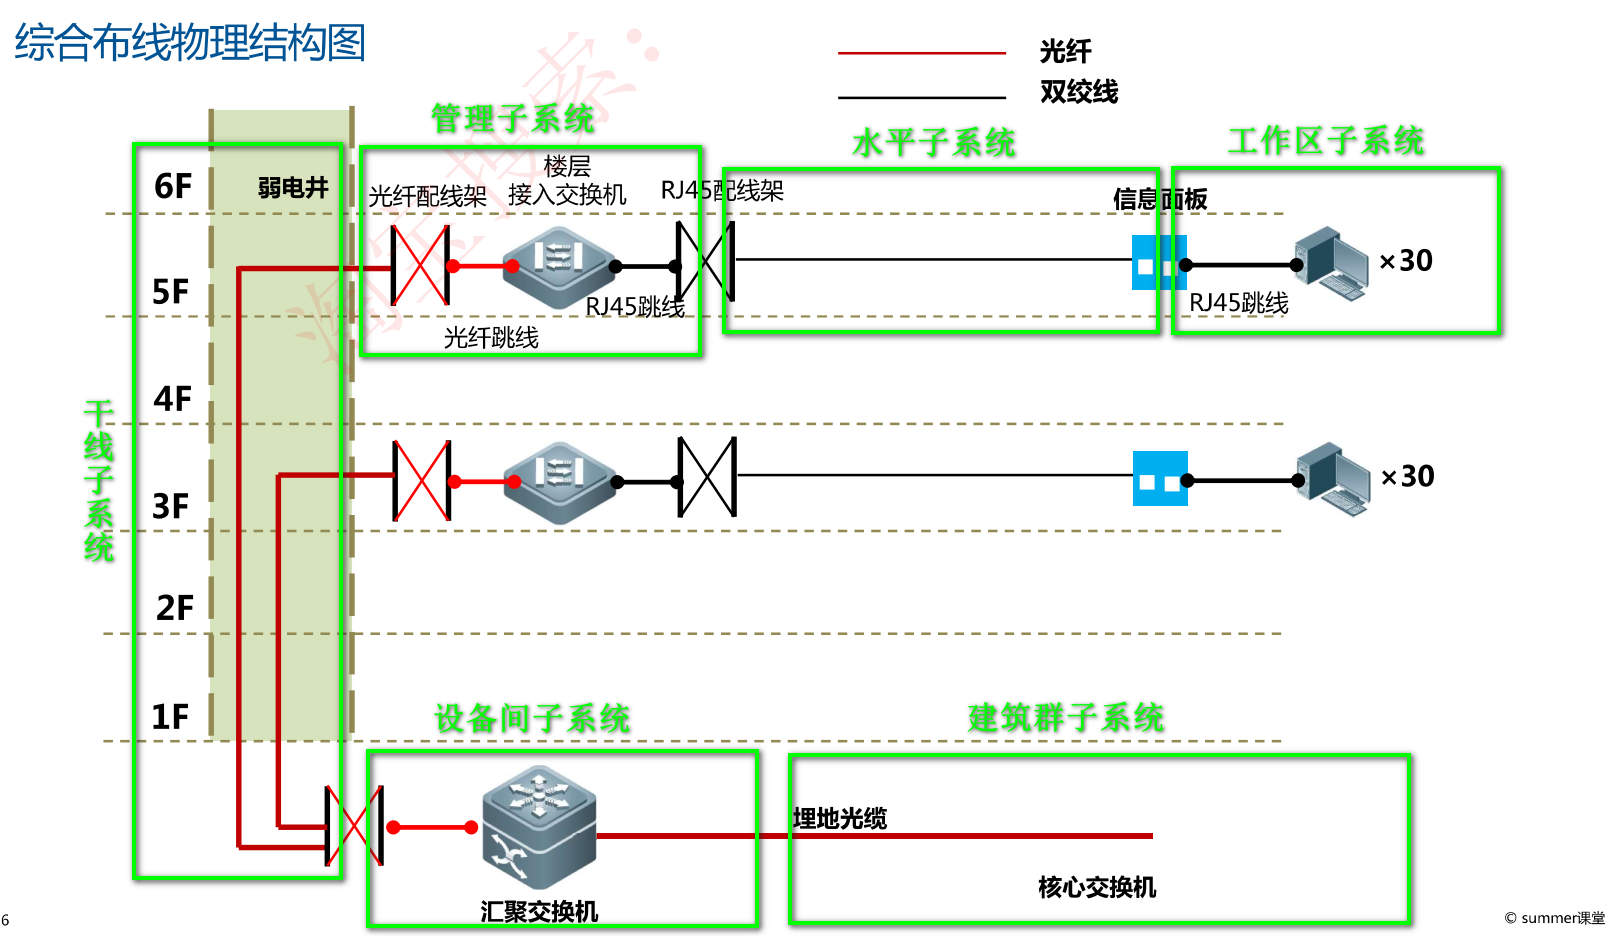 综合布线物理结构图
光纤
双绞线
管理子系统
水平子系统
工作区子系统
淘宝搜索：
6F
弱电井
光纤配线架
楼层
接入交换机
RJ45配线架
信息面板
5F
×30
RJ45跳线
RJ45跳线
光纤跳线
4F
干线子系统
3F
×30
2F
1F
设备间子系统
建筑群子系统
埋地光缆
汇聚交换机
核心交换机
6
© summer课堂